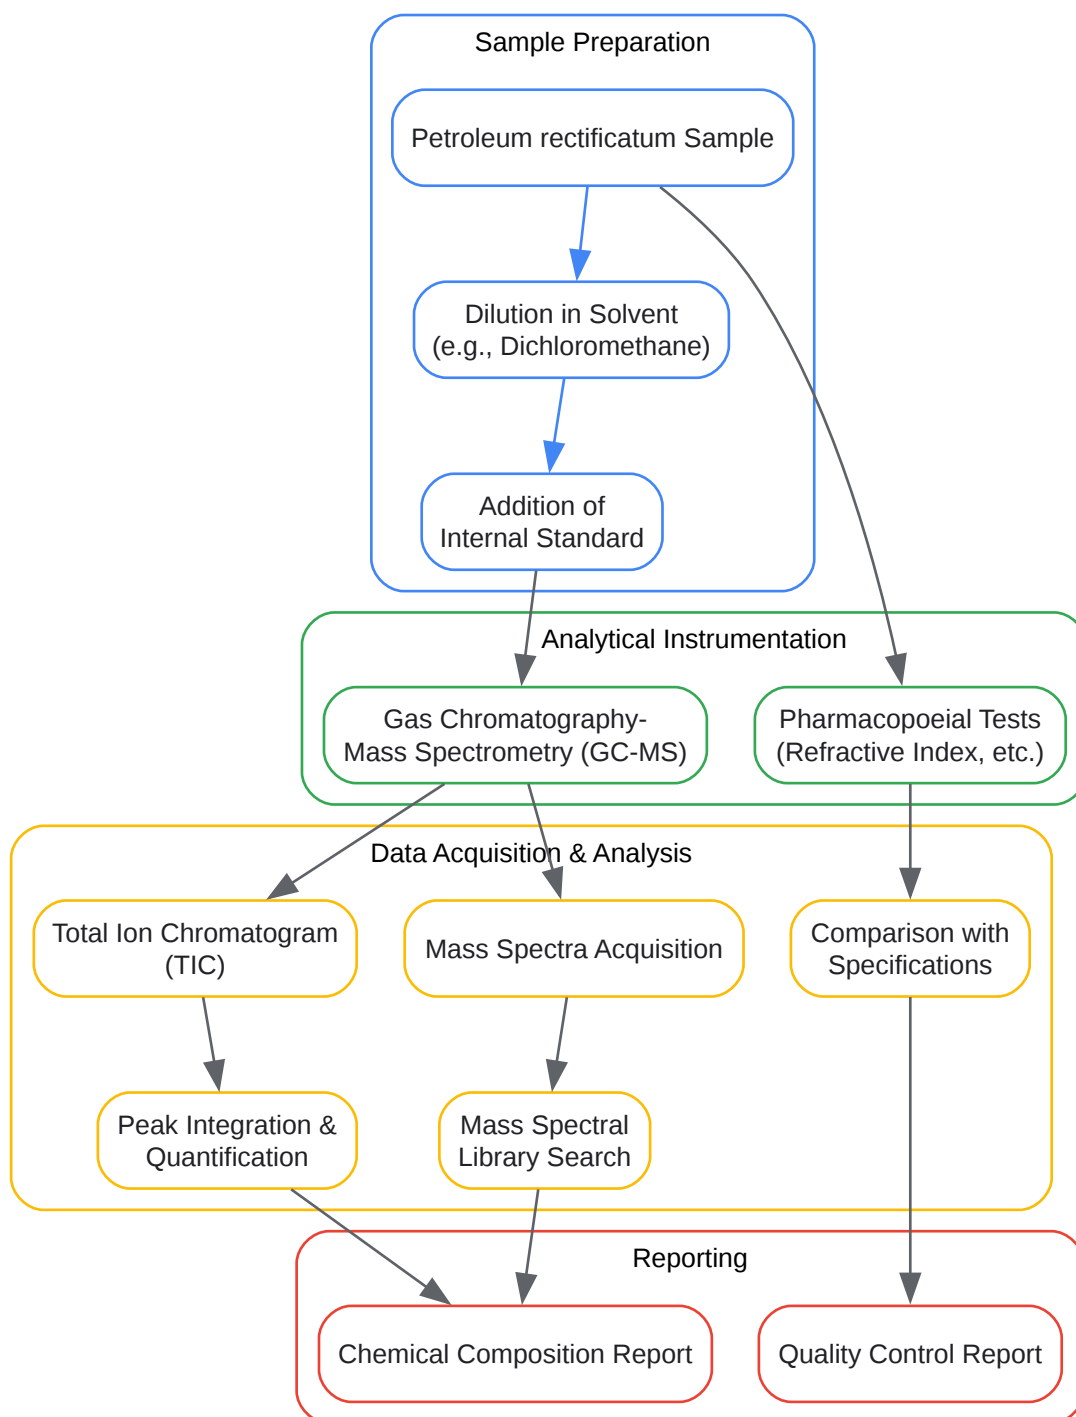 Sample Preparation
Petroleum rectificatum Sample
Dilution in Solvent
(e.g., Dichloromethane)
Addition of
Internal Standard
Analytical Instrumentation
Gas Chromatography-
Mass Spectrometry (GC-MS)
Pharmacopoeial Tests
(Refractive Index, etc.)
Data Acquisition & Analysis
Total Ion Chromatogram
(TIC)
Mass Spectra Acquisition
Comparison with
Specifications
Peak Integration &
Quantification
Mass Spectral
Library Search
Reporting
Chemical Composition Report
Quality Control Report